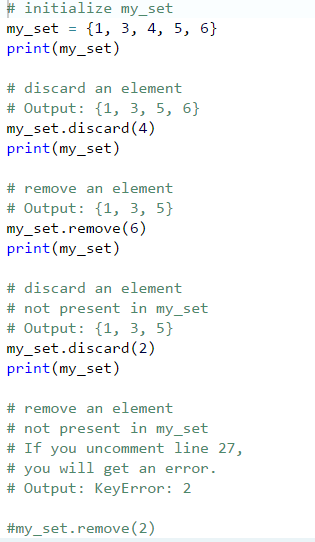 # initialize my_set
my_set = {1, 3, 4, 5, 6}
print(my_set)
# discard an element
# Output: {1, 3, 5, 6}
my_set.discard(4)
print(my_set)
# remove an element
# Output: {1, 3, 5}
my_set.remove(6)
print(my_set)
# discard an element
# not present in my_set
# Output: {1, 3, 5}
my_set.discard(2)
print(my_set)
# remove an element
# not present in my_set
# If you uncomment line 27,
# you will get an error.
# Output: KeyError: 2
#my_set.remove(2)